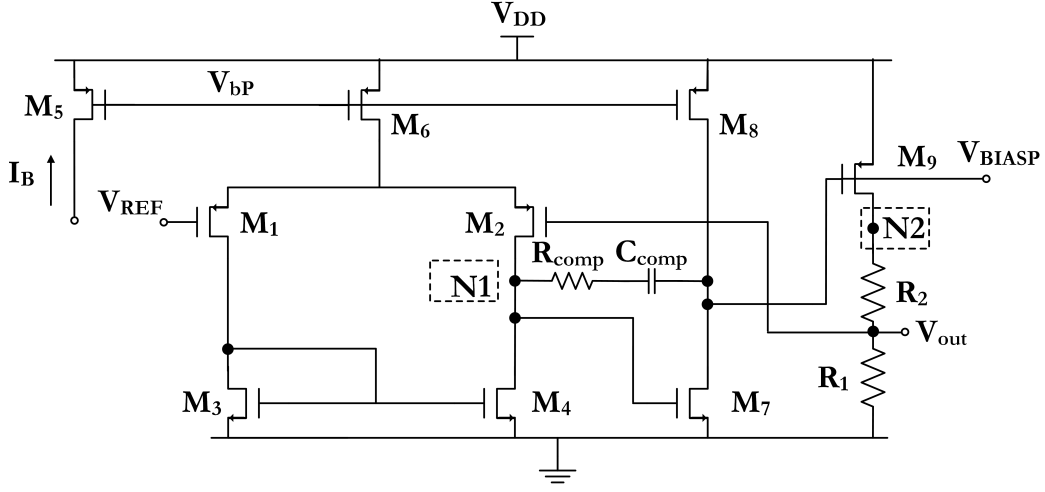 VDD
VbP
M5
M6
M8
M9
VBIASP
IB
VREF
M1
M2
Rcomp
Ccomp
N2
N1
R2
Vout
R1
M3
M4
M7